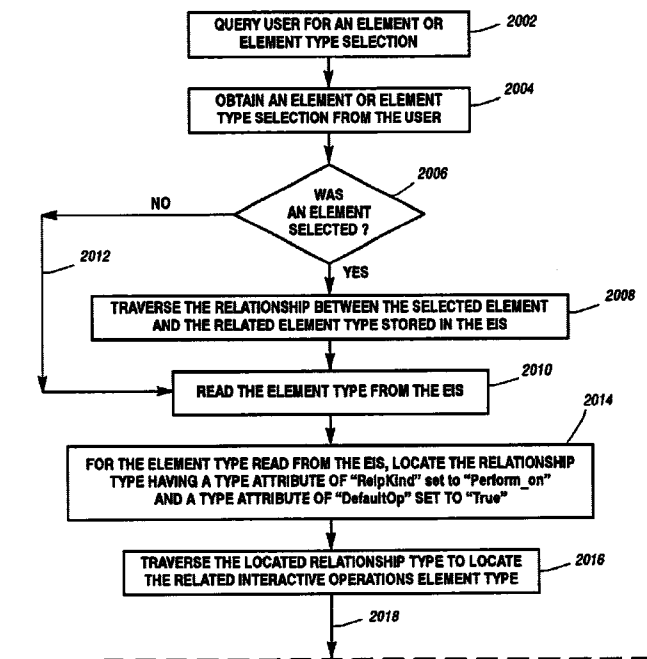 QUERY USER FOR AN ELEMENT OR
ELEMENT TYPE SELECTION
2002
OBTAIN AN ELEMENT OR ELEMENT
TYPE SELECTION FROM THE USER
2004
WAS
AN ELEMENT
SELECTED ?
2006
NO
2012
YES
TRAVERSE THE RELATIONSHIP BETWEEN THE SELECTED ELEMENT
AND THE RELATED ELEMENT TYPE STORED IN THE EIS
2008
READ THE ELEMENT TYPE FROM THE EIS
2010
2014
FOR THE ELEMENT TYPE READ FROM THE EIS, LOCATE THE RELATIONSHIP
TYPE HAVING A TYPE ATTRIBUTE OF “RelpKind” set to “Perform_on”
AND A TYPE ATTRIBUTE OF “DefaultOp” SET TO “True”
TRAVERSE THE LOCATED RELATIONSHIP TYPE TO LOCATE
THE RELATED INTERACTIVE OPERATIONS ELEMENT TYPE
2016
2018